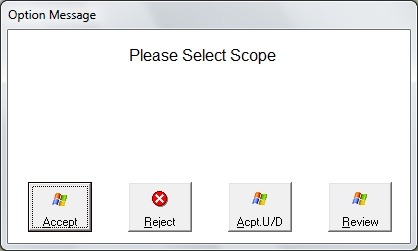 Option Message
Please Select Scope
Accept Reject Acpt.U/D Review